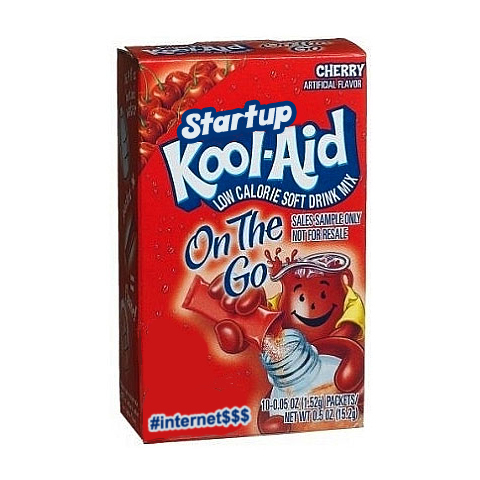 CHERRY
ARTIFICIAL FLAVOR
Startup
Kool-Aid
LOW CALORIE SOFT DRINK MIX
On The
Go
SALES SAMPLE ONLY
NOT FOR RESALE
10-0.05 OZ (1.52g) PACKETS/
NET WT 0.5 OZ (15.2g)
#internet$$$